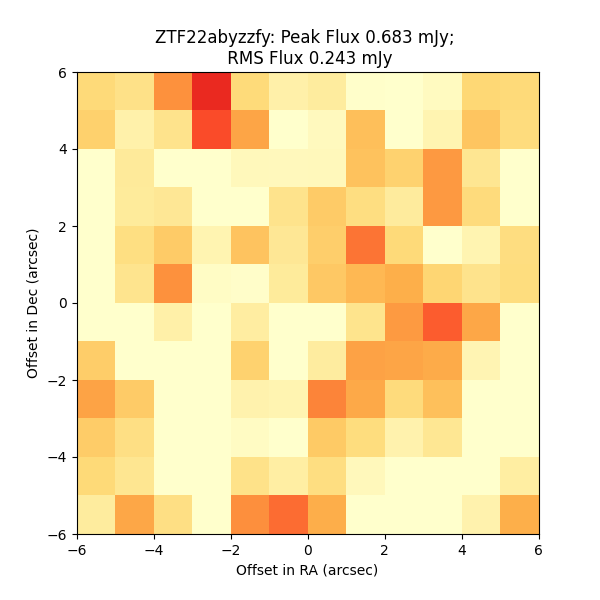 ZTF22abyzzfy: Peak Flux 0.683 mJy;
RMS Flux 0.243 mJy
6
4
2
0
−2
−4
−6
Offset in Dec (arcsec)
−6 −4 −2 0 2 4 6
Offset in RA (arcsec)